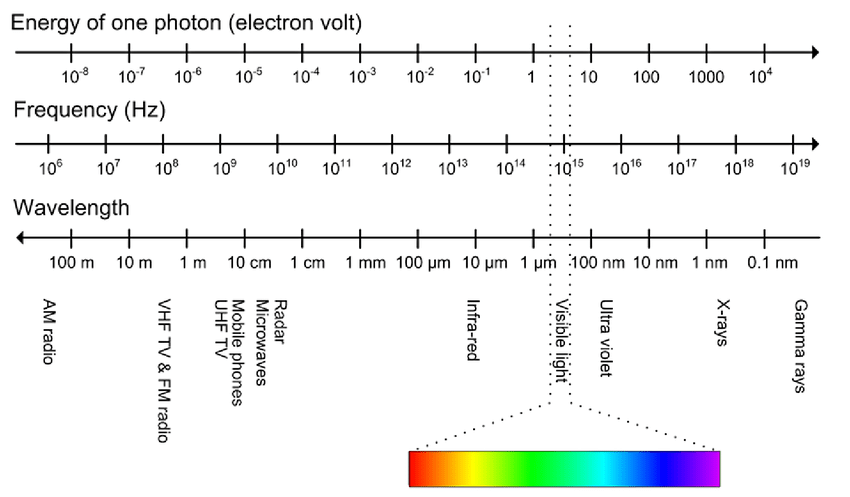 Energy of one photon (electron volt)
10⁻⁸ 10⁻⁷ 10⁻⁶ 10⁻⁵ 10⁻⁴ 10⁻³ 10⁻² 10⁻¹ 1 10 100 1000 10⁴
Frequency (Hz)
10⁶ 10⁷ 10⁸ 10⁹ 10¹⁰ 10¹¹ 10¹² 10¹³ 10¹⁴ 10¹⁵ 10¹⁶ 10¹⁷ 10¹⁸ 10¹⁹
Wavelength
100 m 10 m 1 m 10 cm 1 cm 1 mm 100 µm 10 µm 1 µm 100 nm 10 nm 1 nm 0.1 nm
AM radio
VHF TV & FM radio
UHF TV
Mobile phones
Microwaves
Radar
Infra-red
Visible light
Ultra violet
X-rays
Gamma rays